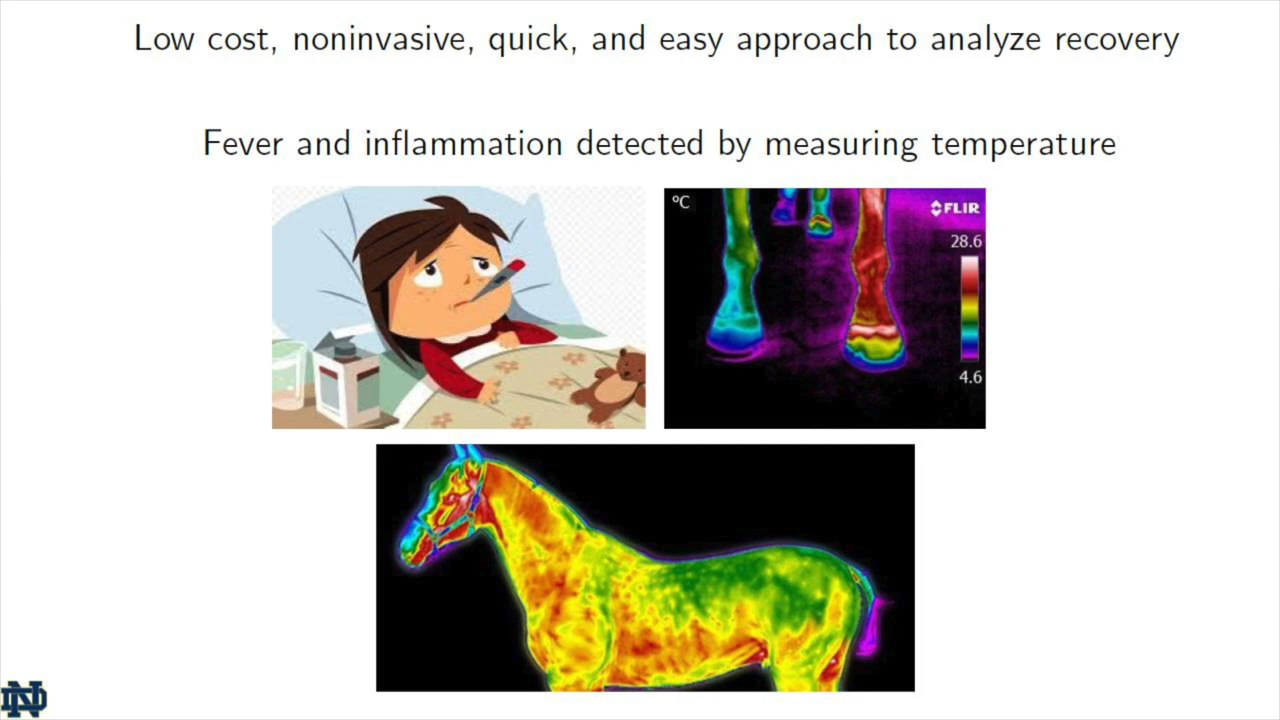 Low cost, noninvasive, quick, and easy approach to analyze recovery
Fever and inflammation detected by measuring temperature
°C
FLIR
28.6
4.6
ND